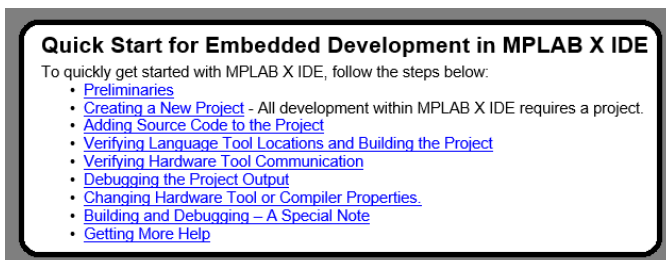 Quick Start for Embedded Development in MPLAB X IDE
To quickly get started with MPLAB X IDE, follow the steps below:
• Preliminaries
• Creating a New Project - All development within MPLAB X IDE requires a project.
• Adding Source Code to the Project
• Verifying Language Tool Locations and Building the Project
• Verifying Hardware Tool Communication
• Debugging the Project Output
• Changing Hardware Tool or Compiler Properties.
• Building and Debugging – A Special Note
• Getting More Help